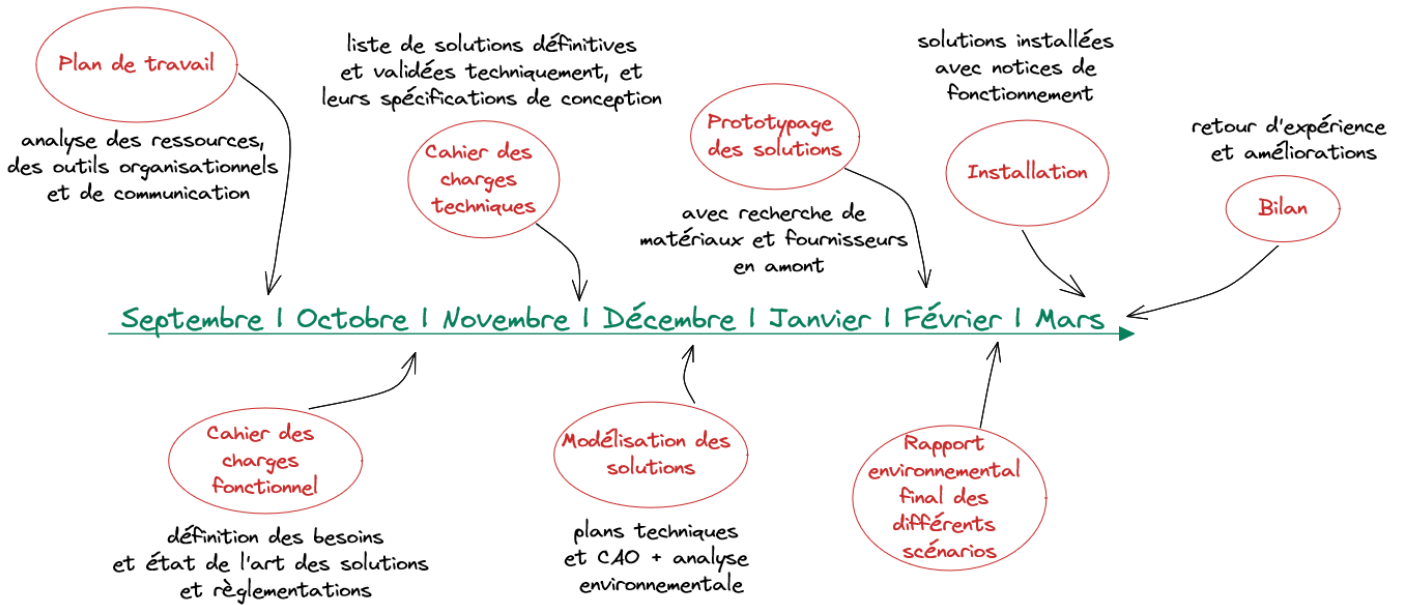 Plan de travail
analyse des ressources,
des outils organisationnels
et de communication
liste de solutions définitives
et validées techniquement, et
leurs spécifications de conception
Cahier des
charges
techniques
Prototypage
des solutions
avec recherche de
matériaux et fournisseurs
en amont
solutions installées
avec notices de
fonctionnement
Installation
retour d'expérience
et améliorations
Bilan
Septembre | Octobre | Novembre | Décembre | Janvier | Février | Mars
Cahier des
charges
fonctionnel
définition des besoins
et état de l'art des solutions
et règlementations
Modélisation des
solutions
plans techniques
et CAO + analyse
environnementale
Rapport
environnemental
final des
différents
scénarios